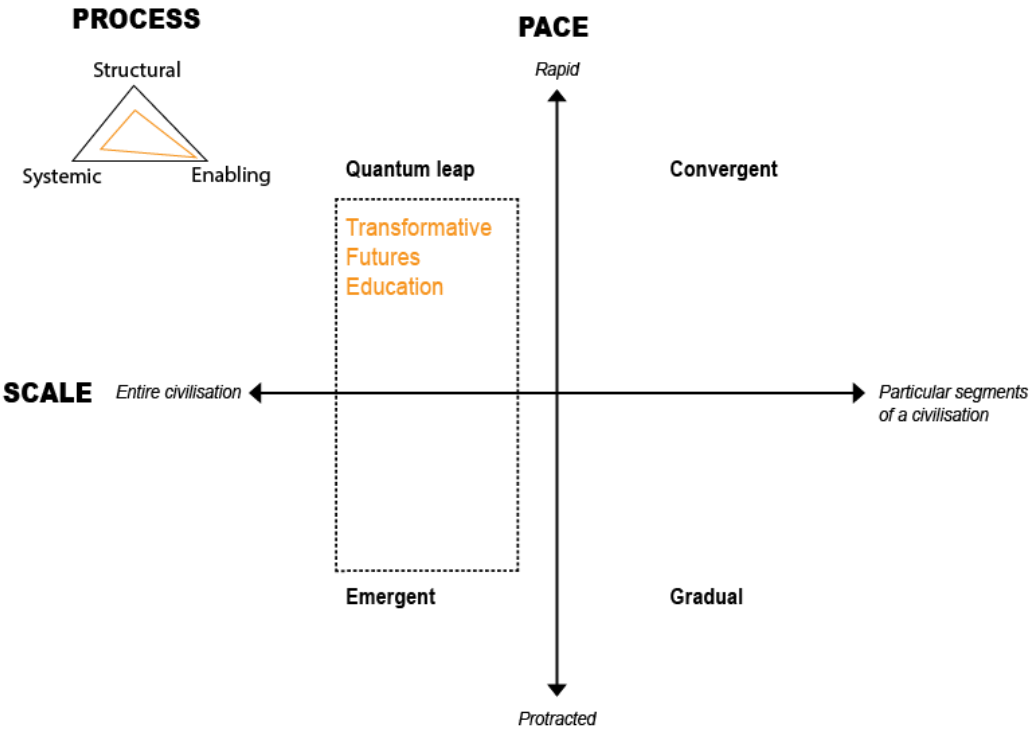 PROCESS
Structural
Systemic
Enabling
PACE
Rapid
Quantum leap
Convergent
Transformative
Futures
Education
SCALE
Entire civilisation
Particular segments
of a civilisation
Emergent
Gradual
Protracted